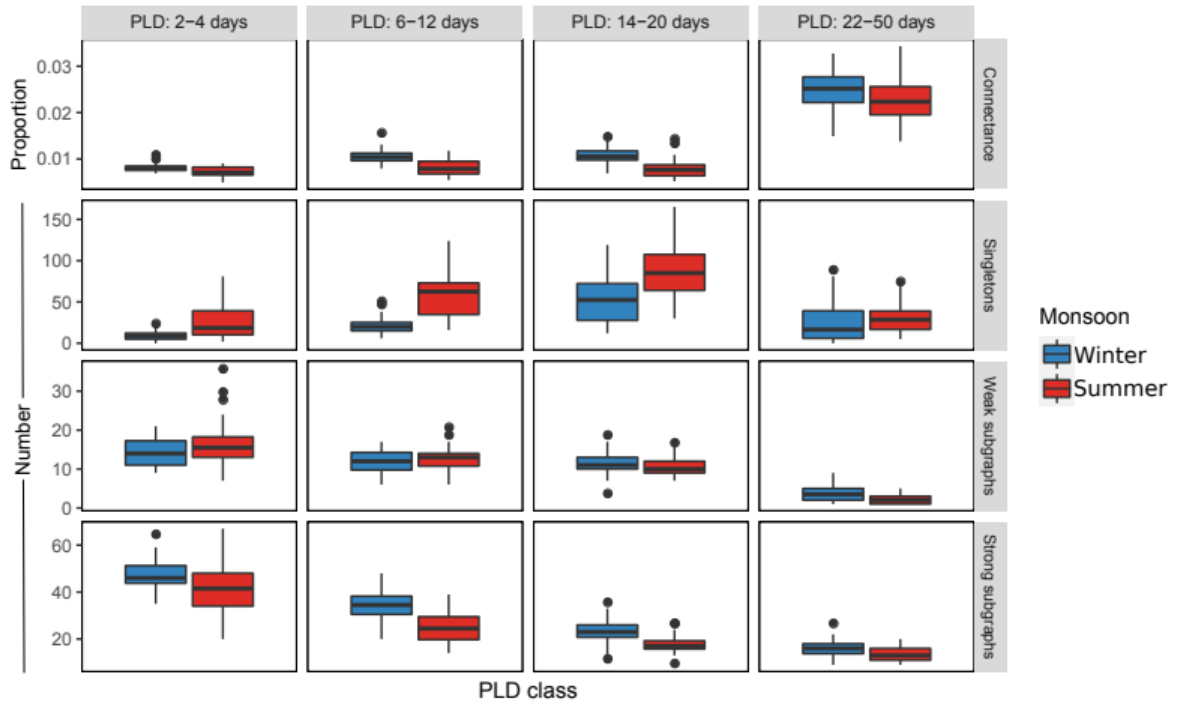 PLD: 2−4 days
PLD: 6−12 days
PLD: 14−20 days
PLD: 22−50 days
Proportion
0.03
0.02
0.01
Connectance
Number
150
100
50
0
Singletons
Monsoon
Winter
Summer
30
20
10
0
Weak subgraphs
60
40
20
Strong subgraphs
PLD class